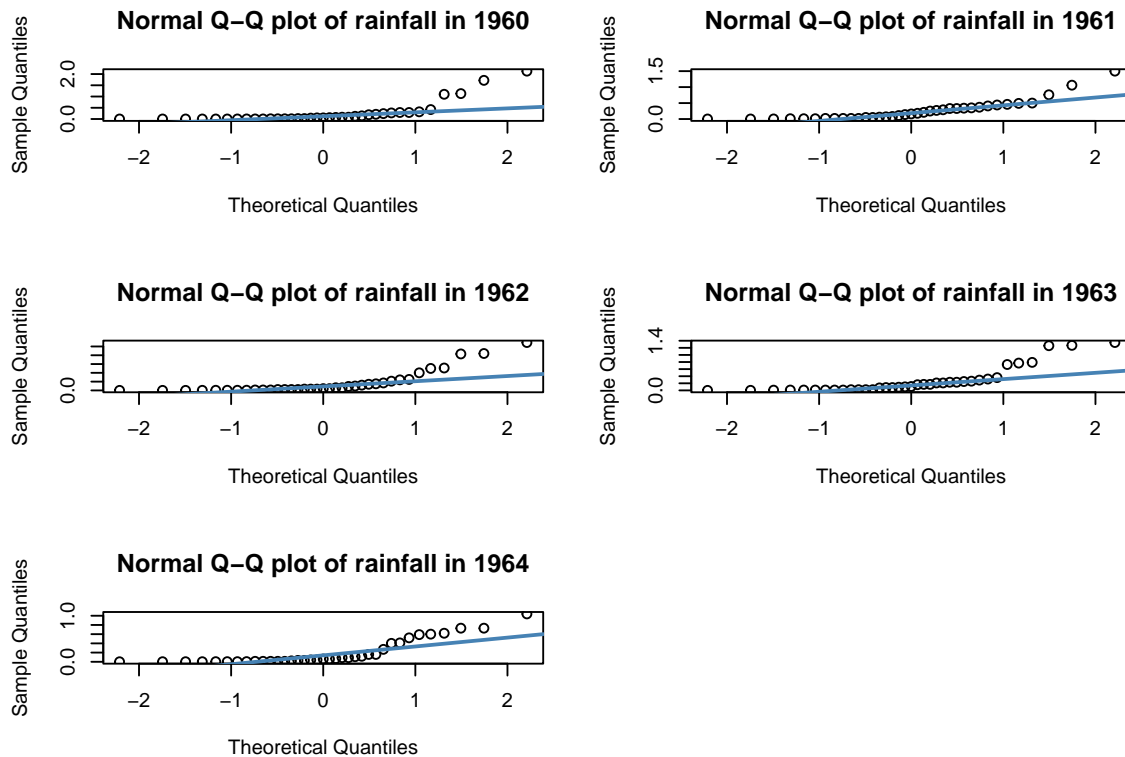 Normal Q−Q plot of rainfall in 1960
Sample Quantiles
0.0 2.0
−2 −1 0 1 2
Theoretical Quantiles
Normal Q−Q plot of rainfall in 1961
Sample Quantiles
0.0 1.5
−2 −1 0 1 2
Theoretical Quantiles
Normal Q−Q plot of rainfall in 1962
Sample Quantiles
0.0
−2 −1 0 1 2
Theoretical Quantiles
Normal Q−Q plot of rainfall in 1963
Sample Quantiles
0.0 1.4
−2 −1 0 1 2
Theoretical Quantiles
Normal Q−Q plot of rainfall in 1964
Sample Quantiles
0.0 1.0
−2 −1 0 1 2
Theoretical Quantiles